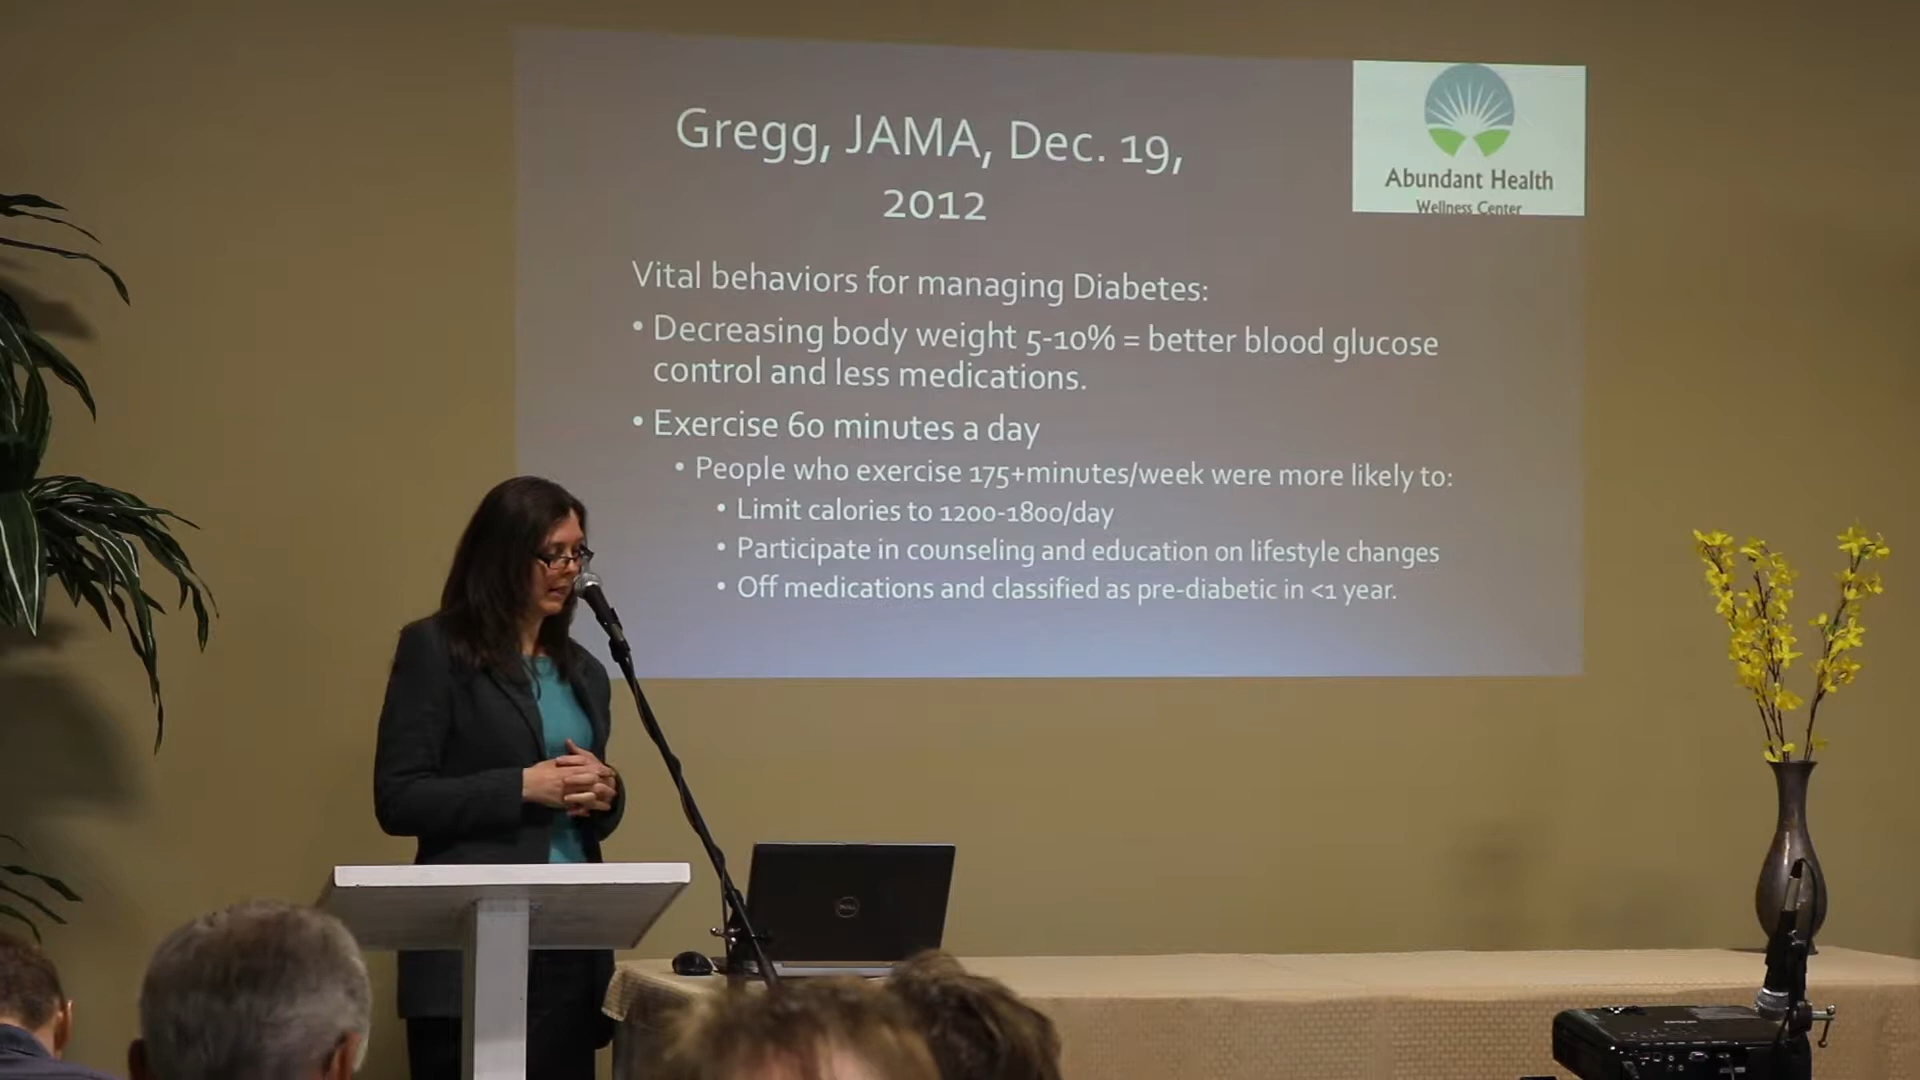 Gregg, JAMA, Dec. 19,
2012
Abundant Health
Wellness Center
Vital behaviors for managing Diabetes:
• Decreasing body weight 5-10% = better blood glucose
control and less medications.
• Exercise 60 minutes a day
• People who exercise 175+minutes/week were more likely to:
• Limit calories to 1200-1800/day
• Participate in counseling and education on lifestyle changes
• Off medications and classified as pre-diabetic in <1 year.
DELL